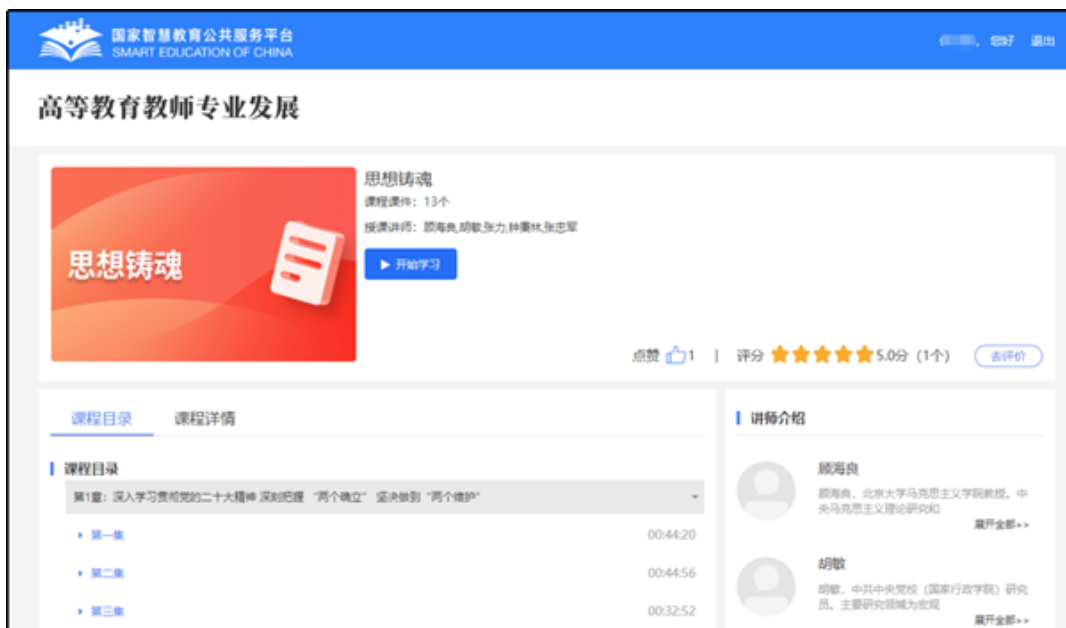 国家智慧教育公共服务平台
SMART EDUCATION OF CHINA
，您好 退出
高等教育教师专业发展
思想铸魂
思想铸魂
课程课件：13个
授课讲师：顾海良,胡敏,张力,钟秉林,张忠军
开始学习
点赞 1 | 评分 5.0分 (1个) 去评价
课程目录 课程详情
课程目录
第1章：深入学习贯彻党的二十大精神 深刻把握 “两个确立” 坚决做到 “两个维护”
第一集 00:44:20
第二集 00:44:56
第三集 00:32:52
讲师介绍
顾海良
顾海良，北京大学马克思主义学院教授。中
央马克思主义理论研究和
展开全部>>
胡敏
胡敏，中共中央党校（国家行政学院）研究
员。主要研究领域为宏观
展开全部>>